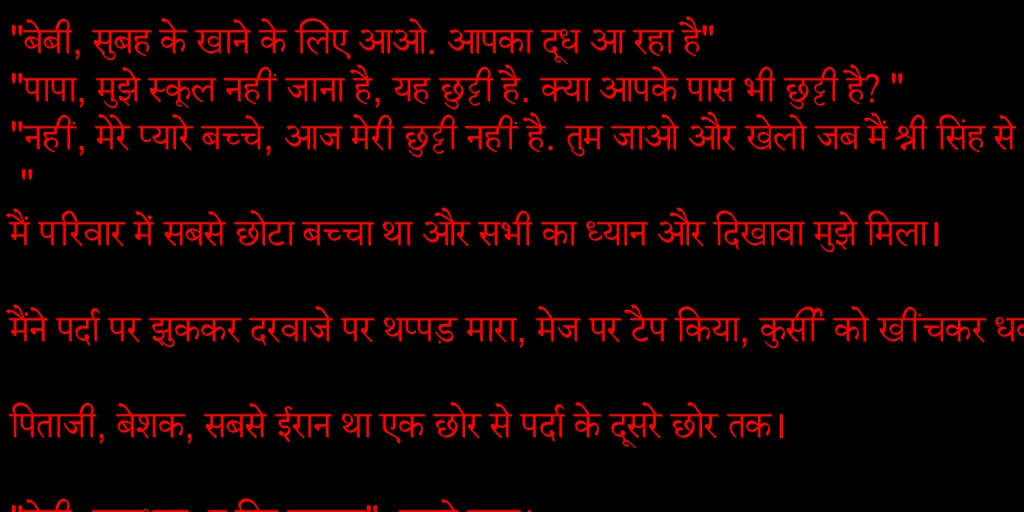 "बेबी, सुबह के खाने के लिए आओ. आपका दूध आ रहा है"
"पापा, मुझे स्कूल नहीं जाना है, यह छुट्टी है. क्या आपके पास भी छुट्टी है? "
"नहीं, मेरे प्यारे बच्चे, आज मेरी छुट्टी नहीं है. तुम जाओ और खेलो जब मैं श्री सिंह से
"
मैं परिवार में सबसे छोटा बच्चा था और सभी का ध्यान और दिखावा मुझे मिला।
मैंने पर्दा पर झुककर दरवाजे पर थप्पड़ मारा, मेज पर टैप किया, कुर्सी को खींचकर
पिताजी, बेशक, सबसे ईरान था एक छोर से पर्दा के दूसरे छोर तक।